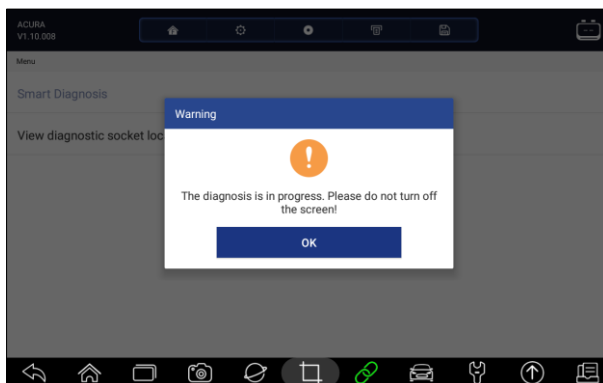 ACURA
V1.10.008
Menu
Smart Diagnosis
View diagnostic socket loc
Warning
The diagnosis is in progress. Please do not turn off
the screen!
OK